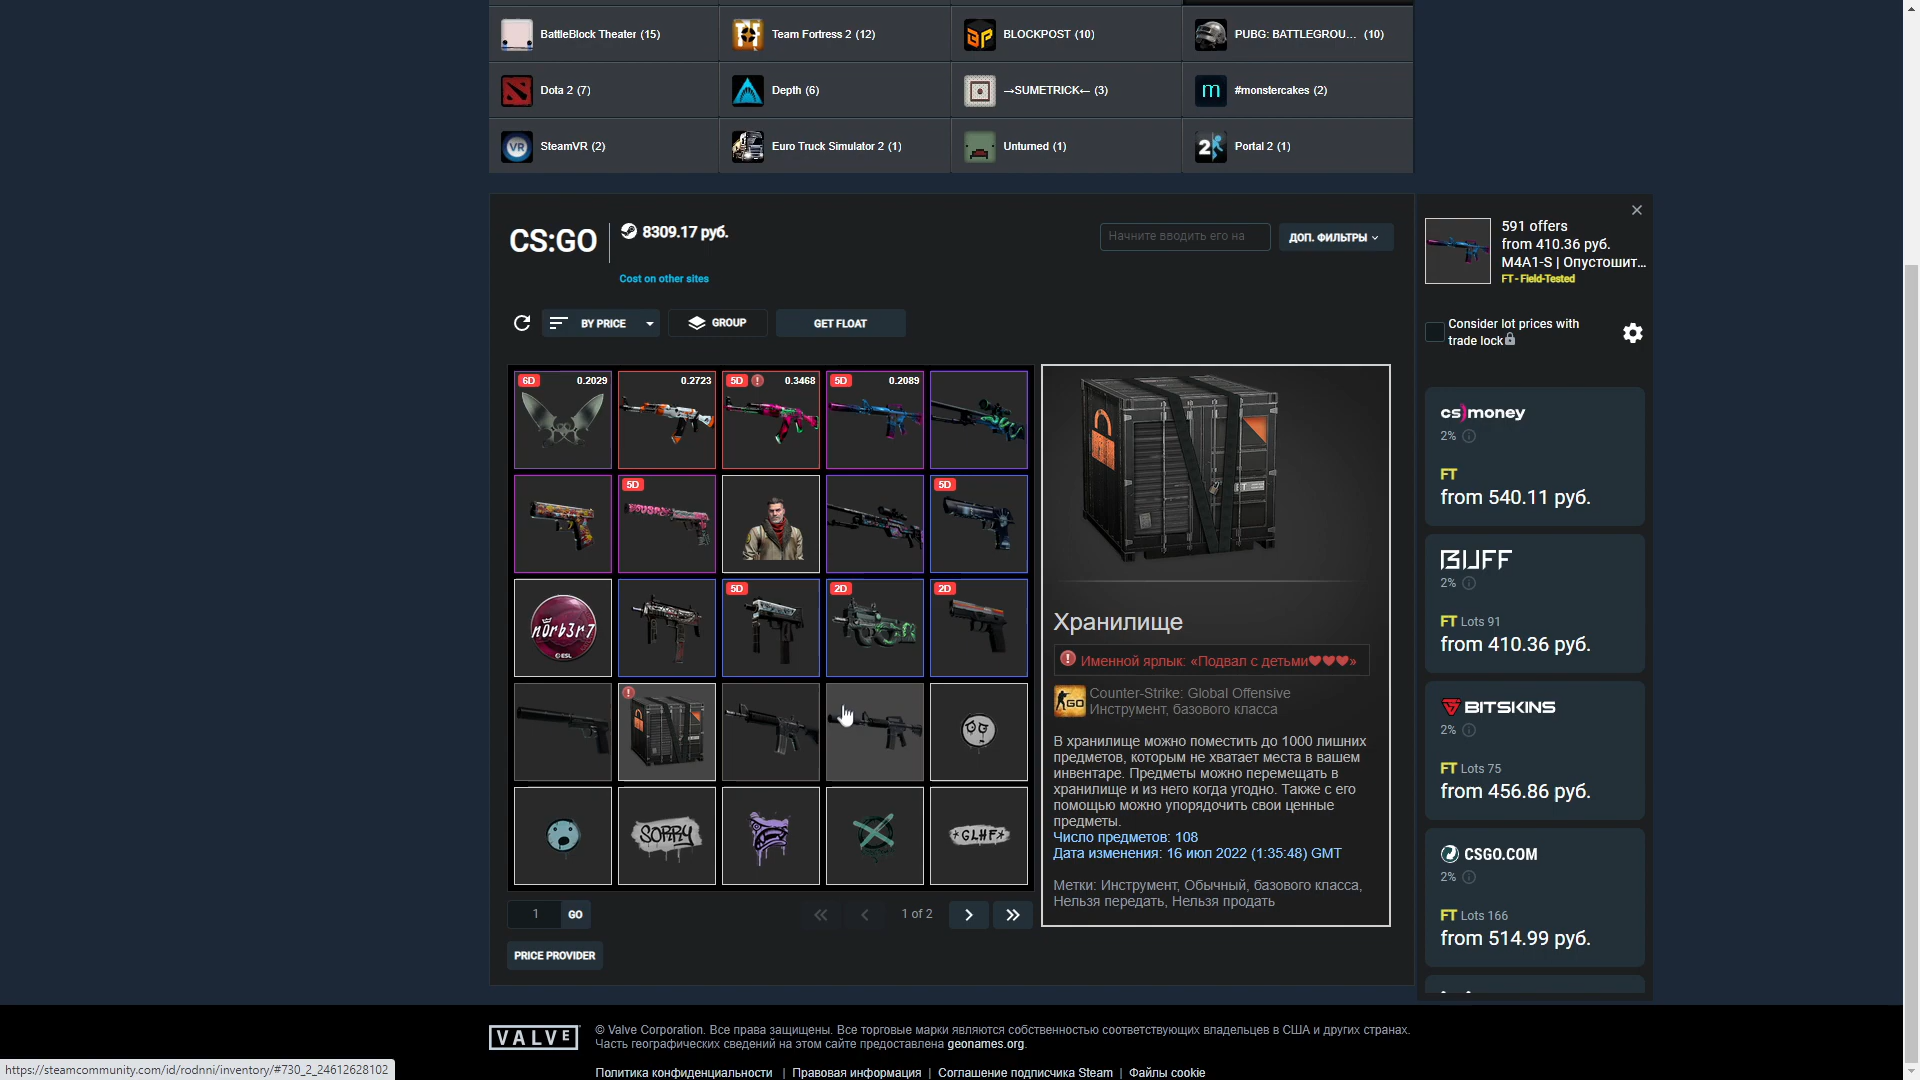 BattleBlock Theater (15)
Team Fortress 2 (12)
BLOCKPOST (10)
PUBG: BATTLEGROU... (10)
Dota 2 (7)
Depth (6)
→SUMETRICK← (3)
m
#monstercakes (2)
VR
SteamVR (2)
Euro Truck Simulator 2 (1)
Unturned (1)
2
Portal 2 (1)
CS:GO
8309.17 руб.
Cost on other sites
Начните вводить его на
ДОП. ФИЛЬТРЫ
BY PRICE
GROUP
GET FLOAT
6D 0.2029
0.2723
5D 0.3468
5D 0.2089
5D
5D
n0rb3r7
ESL
5D
2D
2D
SORRY
GLHF
1 GO
1 of 2
PRICE PROVIDER
Хранилище
Именной ярлык: «Подвал с детьми❤❤❤»
Counter-Strike: Global Offensive
Инструмент, базового класса
В хранилище можно поместить до 1000 лишних
предметов, которым не хватает места в вашем
инвентаре. Предметы можно перемещать в
хранилище и из него когда угодно. Также с его
помощью можно упорядочить свои ценные
предметы.
Число предметов: 108
Дата изменения: 16 июл 2022 (1:35:48) GMT
Метки: Инструмент, Обычный, базового класса,
Нельзя передать, Нельзя продать
591 offers
from 410.36 руб.
M4A1-S | Опустошит...
FT - Field-Tested
Consider lot prices with
trade lock
cs)money
2%
FT
from 540.11 руб.
BUFF
2%
FT Lots 91
from 410.36 руб.
BITSKINS
2%
FT Lots 75
from 456.86 руб.
CSGO.COM
2%
FT Lots 166
from 514.99 руб.
VALVE
© Valve Corporation. Все права защищены. Все торговые марки являются собственностью соответствующих владельцев в США и других странах.
Часть географических сведений на этом сайте предоставлена geonames.org.
Политика конфиденциальности | Правовая информация | Соглашение подписчика Steam | Файлы cookie
https://steamcommunity.com/id/rodnni/inventory/#730_2_24612628102